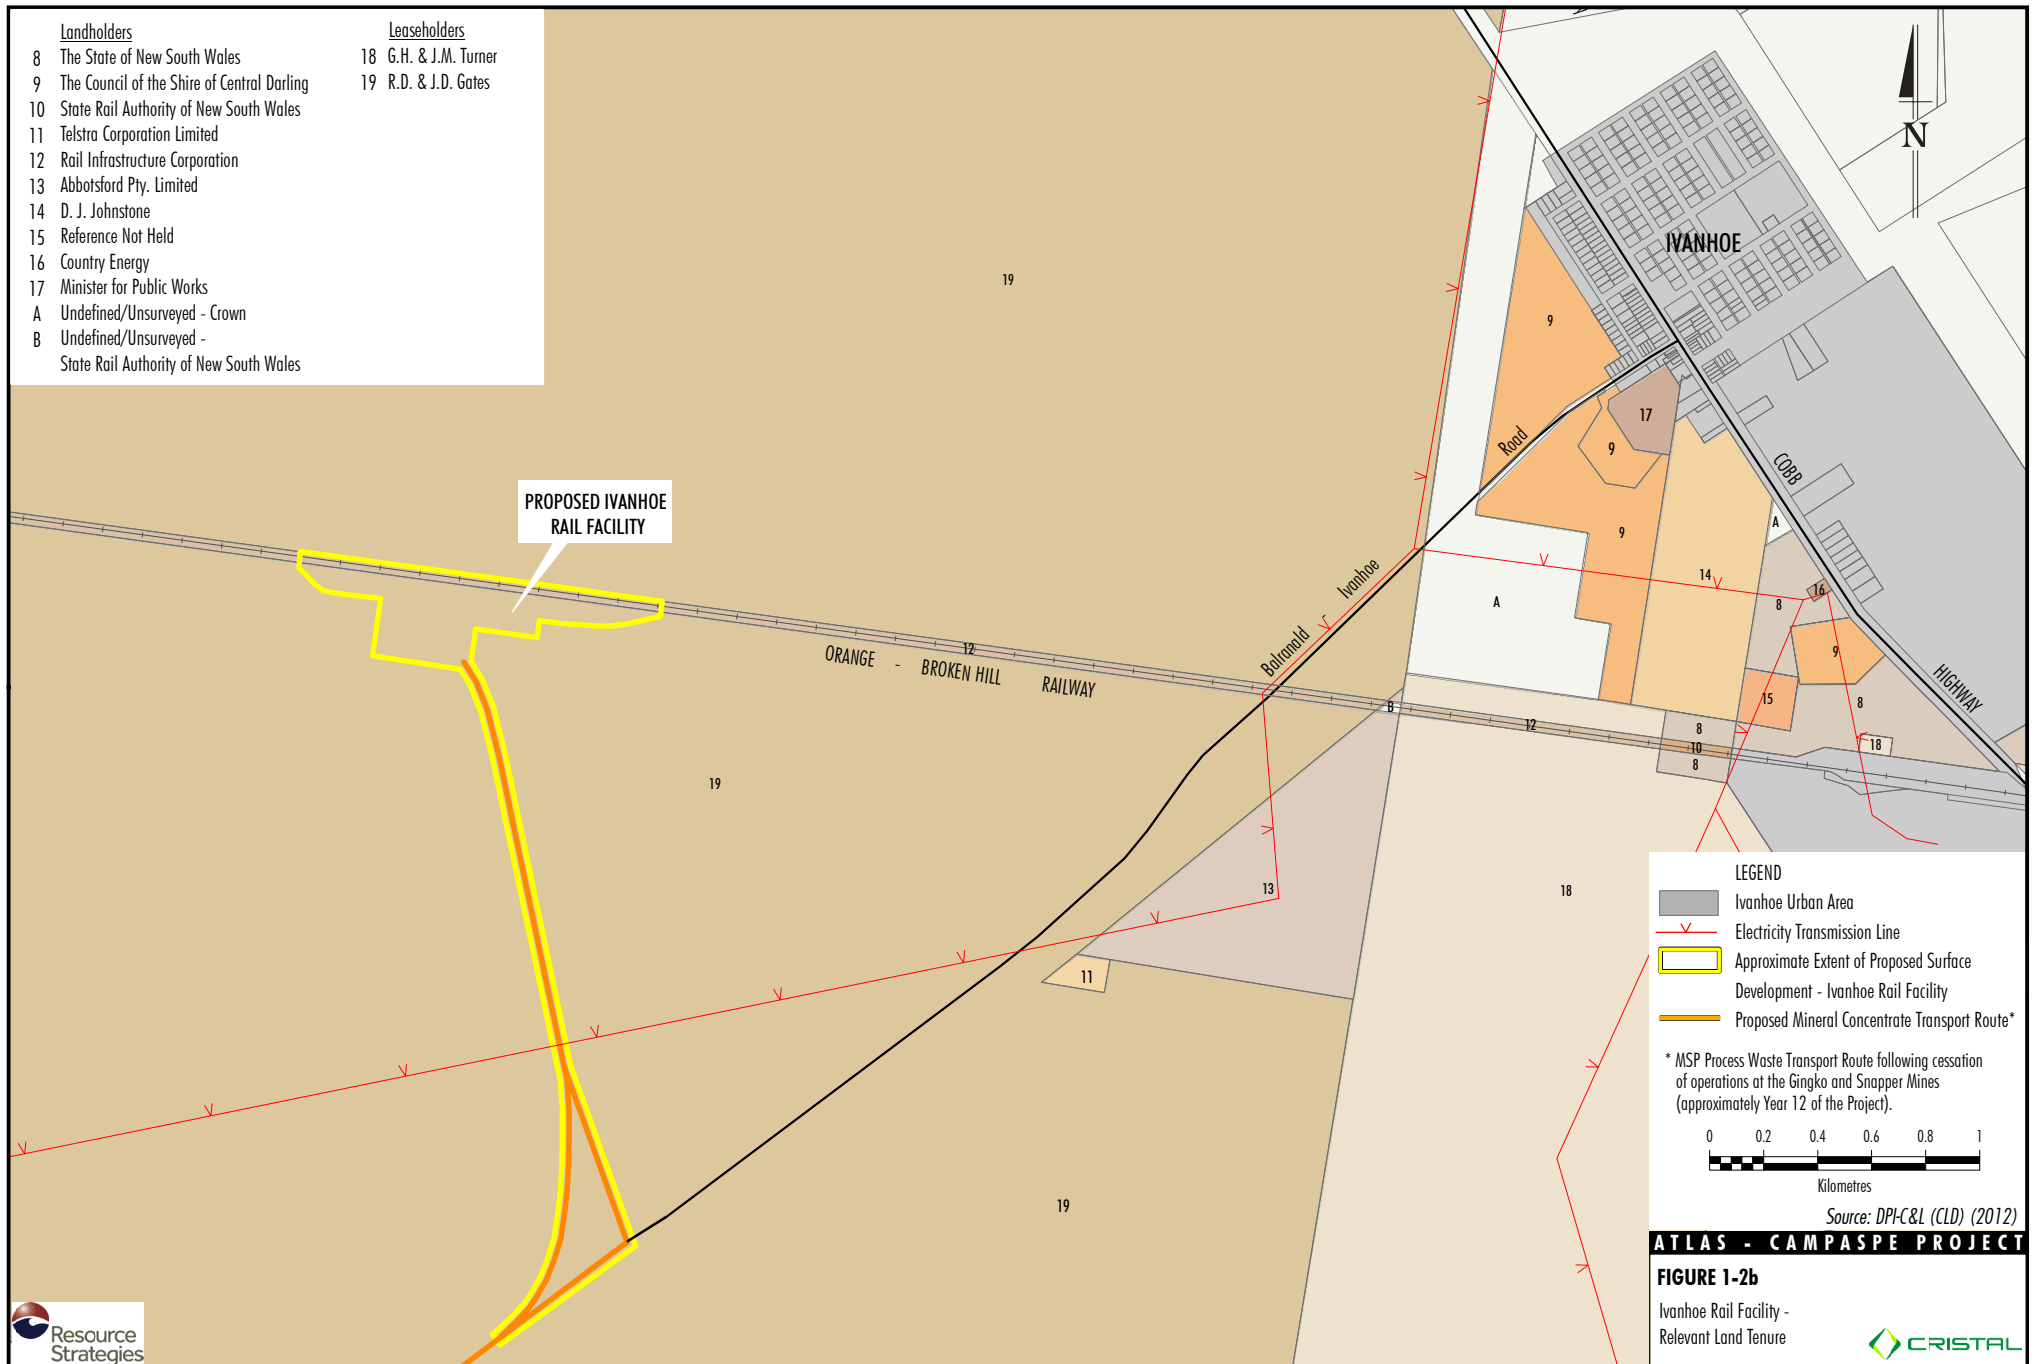 Landholders
8 The State of New South Wales
9 The Council of the Shire of Central Darling
10 State Rail Authority of New South Wales
11 Telstra Corporation Limited
12 Rail Infrastructure Corporation
13 Abbotsford Pty. Limited
14 D. J. Johnstone
15 Reference Not Held
16 Country Energy
17 Minister for Public Works
A Undefined/Unsurveyed - Crown
B Undefined/Unsurveyed -
State Rail Authority of New South Wales
Leaseholders
18 G.H. & J.M. Turner
19 R.D. & J.D. Gates
N
IVANHOE
19
9
17
9
Road
COBB
A
9
PROPOSED IVANHOE
RAIL FACILITY
14
Ivanhoe
A
8
16
Balranald
12
ORANGE - BROKEN HILL RAILWAY
9
HIGHWAY
15
8
B
12
8
10
8
18
19
13
18
11
19
LEGEND
Ivanhoe Urban Area
Electricity Transmission Line
Approximate Extent of Proposed Surface
Development - Ivanhoe Rail Facility
Proposed Mineral Concentrate Transport Route*
* MSP Process Waste Transport Route following cessation
of operations at the Gingko and Snapper Mines
(approximately Year 12 of the Project).
0 0.2 0.4 0.6 0.8 1
Kilometres
Source: DPI-C&L (CLD) (2012)
ATLAS - CAMPASPE PROJECT
FIGURE 1-2b
Ivanhoe Rail Facility -
Relevant Land Tenure
CRISTAL
Resource
Strategies